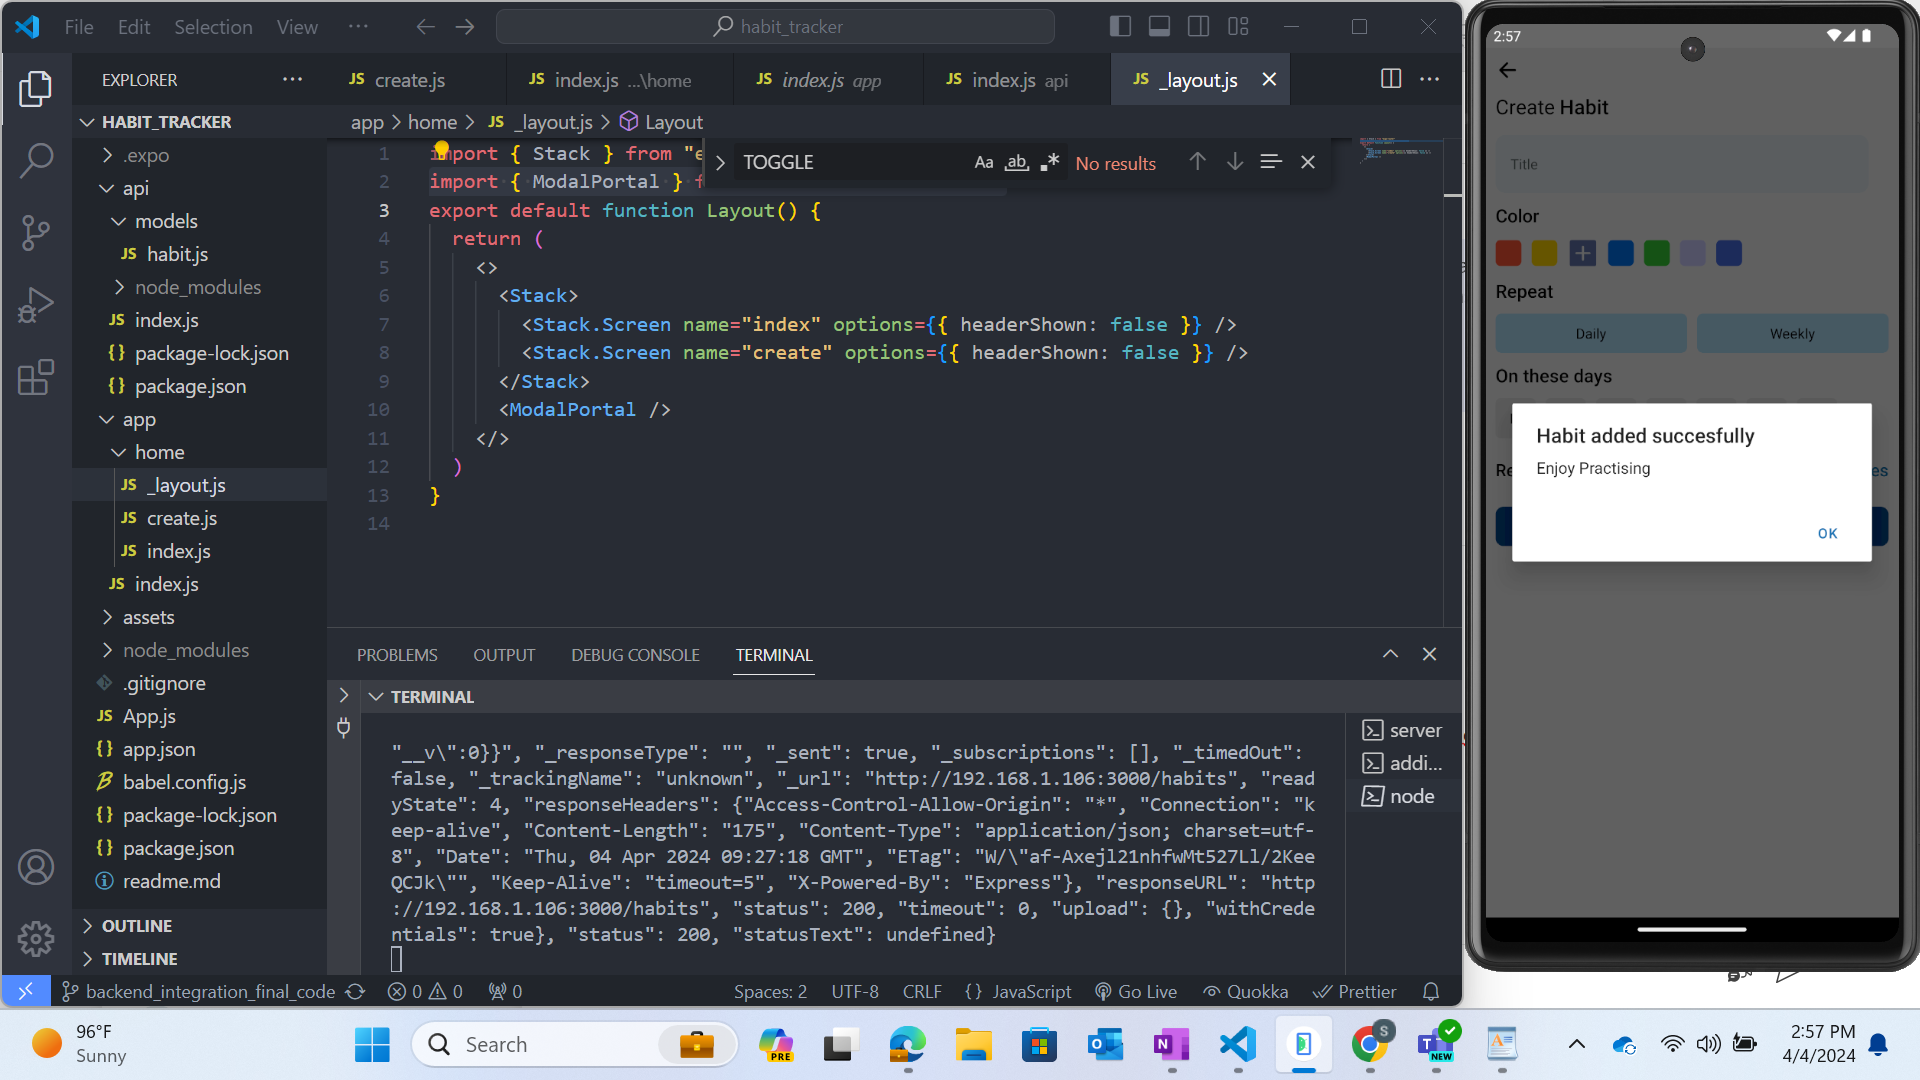 File Edit Selection View ··· habit_tracker
EXPLORER ···
HABIT_TRACKER
.expo
api
models
JS habit.js
node_modules
JS index.js
{} package-lock.json
{} package.json
app
home
JS _layout.js
JS create.js
JS index.js
JS index.js
assets
node_modules
.gitignore
JS App.js
{} app.json
babel.config.js
{} package-lock.json
{} package.json
readme.md
OUTLINE
TIMELINE
JS create.js JS index.js ...\home JS index.js app JS index.js api JS _layout.js
app > home > JS _layout.js > Layout
TOGGLE Aa ab .* No results
1 import { Stack } from "e
2 import { ModalPortal }
3 export default function Layout() {
4 return (
5 <>
6 <Stack>
7 <Stack.Screen name="index" options={{ headerShown: false }} />
8 <Stack.Screen name="create" options={{ headerShown: false }} />
9 </Stack>
10 <ModalPortal />
11 </>
12 )
13 }
14
PROBLEMS OUTPUT DEBUG CONSOLE TERMINAL
TERMINAL
"__v\":0}}", "_responseType": "", "_sent": true, "_subscriptions": [], "_timedOut":
false, "_trackingName": "unknown", "_url": "http://192.168.1.106:3000/habits", "read
yState": 4, "responseHeaders": {"Access-Control-Allow-Origin": "*", "Connection": "k
eep-alive", "Content-Length": "175", "Content-Type": "application/json; charset=utf-
8", "Date": "Thu, 04 Apr 2024 09:27:18 GMT", "ETag": "W/\"af-Axejl21nhfwMt527Ll/2Kee
QCJk\"", "Keep-Alive": "timeout=5", "X-Powered-By": "Express"}, "responseURL": "http
://192.168.1.106:3000/habits", "status": 200, "timeout": 0, "upload": {}, "withCrede
ntials": true}, "status": 200, "statusText": undefined}
server
addi...
node
backend_integration_final_code 0 0 0 Spaces: 2 UTF-8 CRLF {} JavaScript Go Live Quokka Prettier
2:57
Create Habit
Title
Color
Repeat
Daily Weekly
On these days
Habit added succesfully
Enjoy Practising
OK
96°F
Sunny
Search
PRE
S
NEW
2:57 PM
4/4/2024